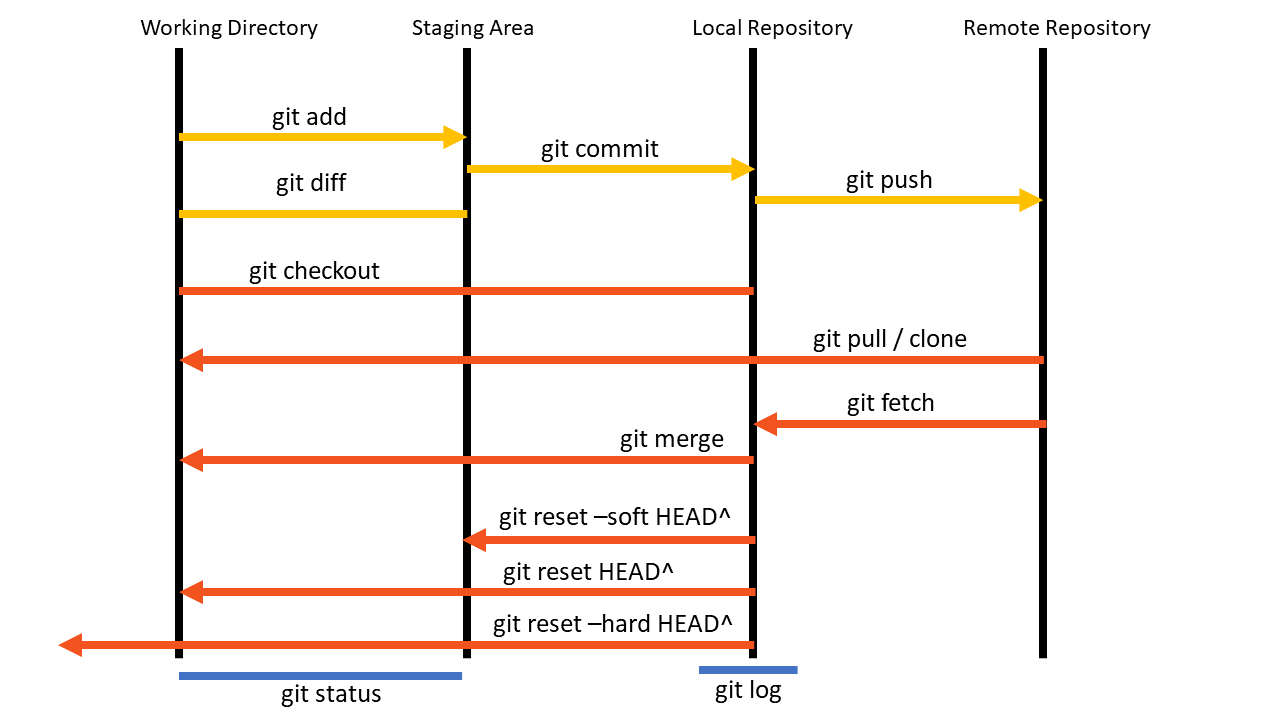 Working Directory
Staging Area
Local Repository
Remote Repository
git add
git commit
git push
git diff
git checkout
git pull / clone
git fetch
git merge
git reset –soft HEAD^
git reset HEAD^
git reset –hard HEAD^
git status
git log